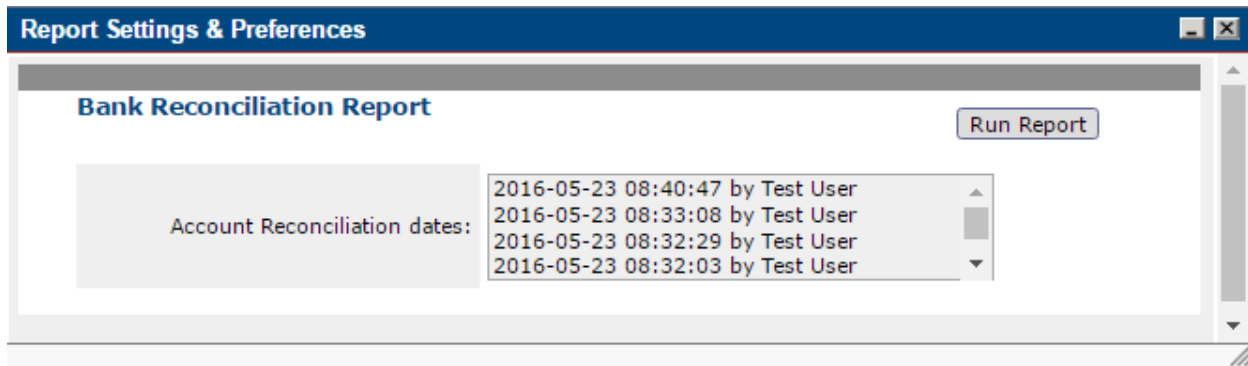 Report Settings & Preferences
Bank Reconciliation Report
Run Report
Account Reconciliation dates:
2016-05-23 08:40:47 by Test User
2016-05-23 08:33:08 by Test User
2016-05-23 08:32:29 by Test User
2016-05-23 08:32:03 by Test User